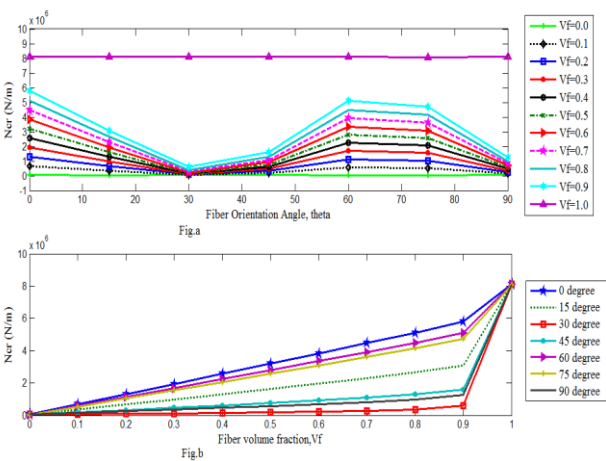 x 10^6
10
9
8
7
6
5
4
3
2
1
0
-1
Ncr (N/m)
0 10 20 30 40 50 60 70 80 90
Fiber Orientation Angle, theta
Fig.a
Vf=0.0
Vf=0.1
Vf=0.2
Vf=0.3
Vf=0.4
Vf=0.5
Vf=0.6
Vf=0.7
Vf=0.8
Vf=0.9
Vf=1.0
x 10^6
10
8
6
4
2
0
Ncr (N/m)
0 0.1 0.2 0.3 0.4 0.5 0.6 0.7 0.8 0.9 1
Fiber volume fraction,Vf
Fig.b
0 degree
15 degree
30 degree
45 degree
60 degree
75 degree
90 degree